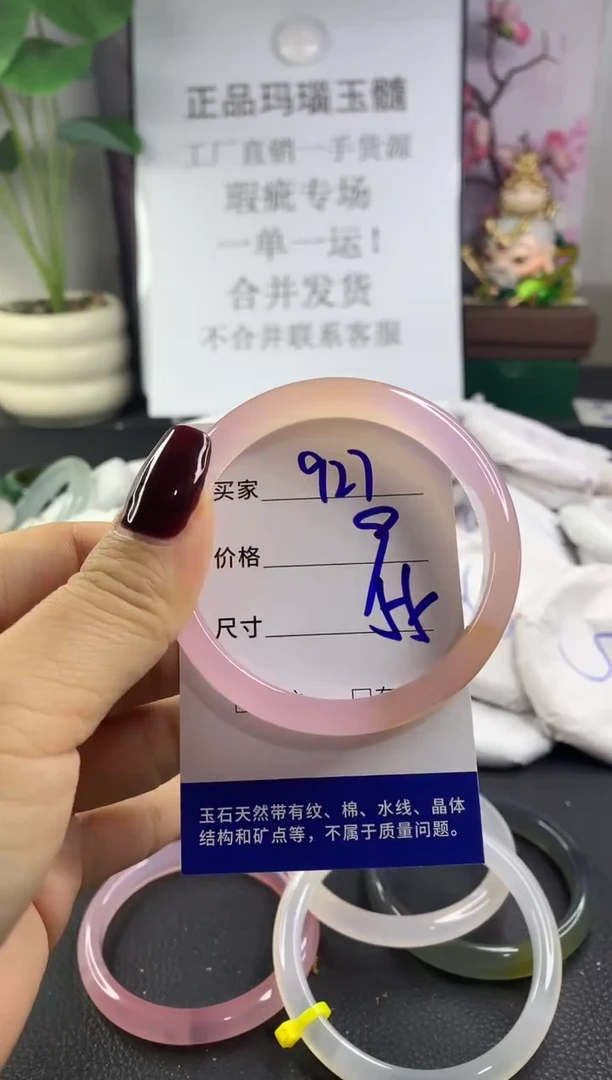 正品玛瑙玉髓
工厂直销一手货源
瑕疵专场
一单一运!
合并发货
不合并联系客服
买家 927
价格
尺寸
玉石天然带有纹、棉、水线、晶体
结构和矿点等，不属于质量问题。